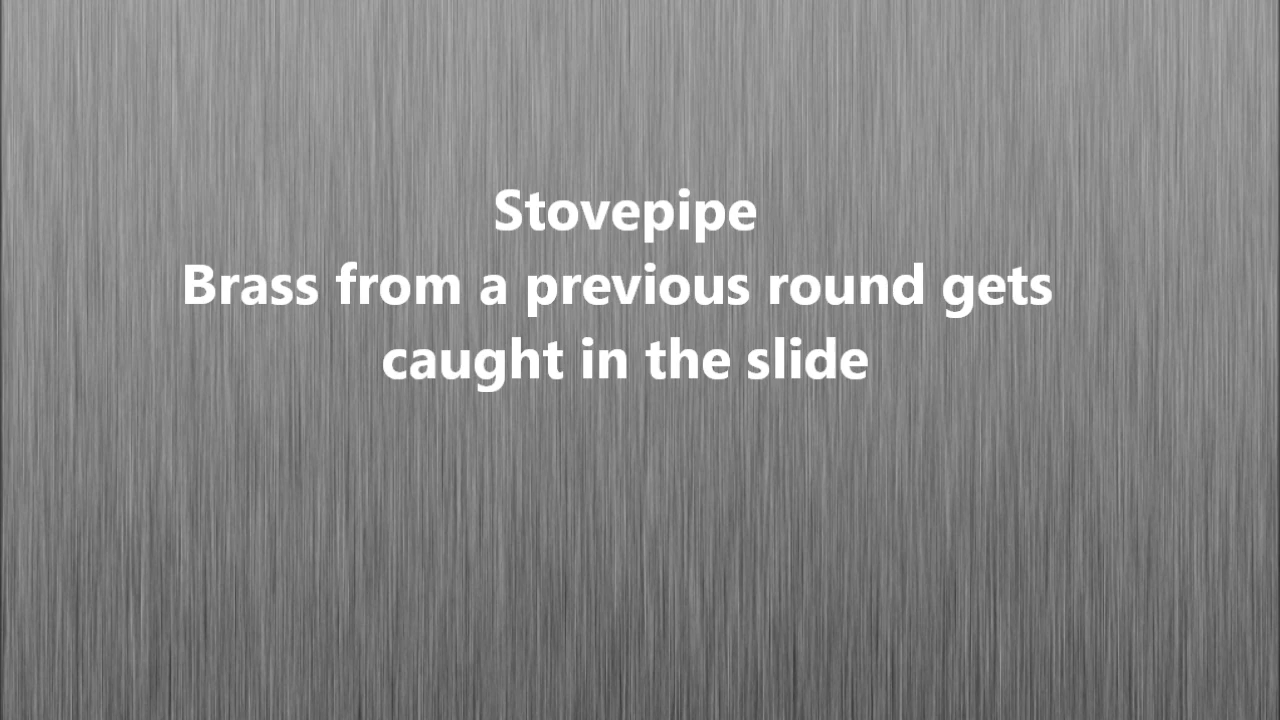 Stovepipe
Brass from a previous round gets
caught in the slide